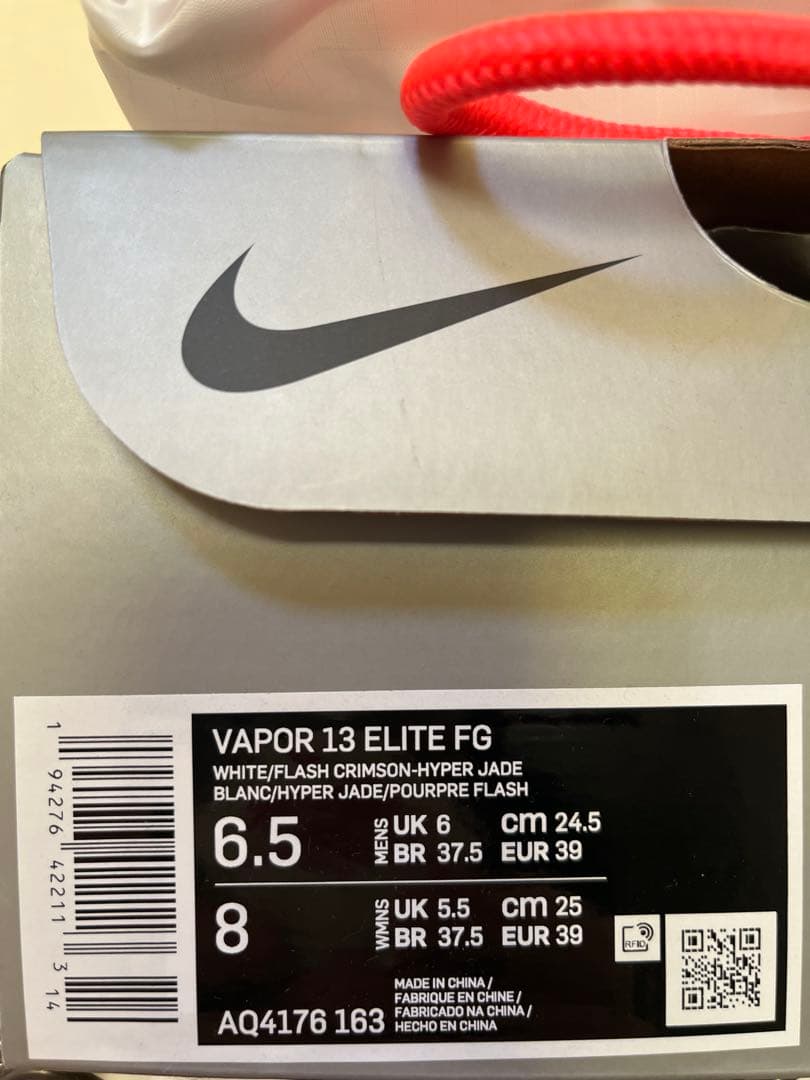 VAPOR 13 ELITE FG
WHITE/FLASH CRIMSON-HYPER JADE
BLANC/HYPER JADE/POURPRE FLASH
6.5 MENS UK 6 cm 24.5
BR 37.5 EUR 39
8 WMNS UK 5.5 cm 25
BR 37.5 EUR 39
RFID
AQ4176 163
MADE IN CHINA /
FABRIQUE EN CHINE /
FABRICADO NA CHINA /
HECHO EN CHINA
1 94276 42211 3 14